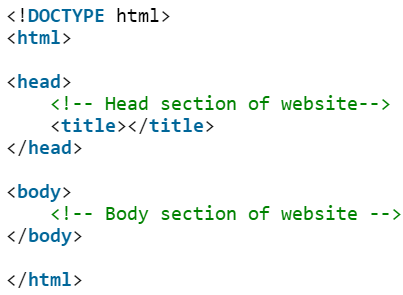 <!DOCTYPE html>
<html>
<head>
<!-- Head section of website-->
<title></title>
</head>
<body>
<!-- Body section of website -->
</body>
</html>